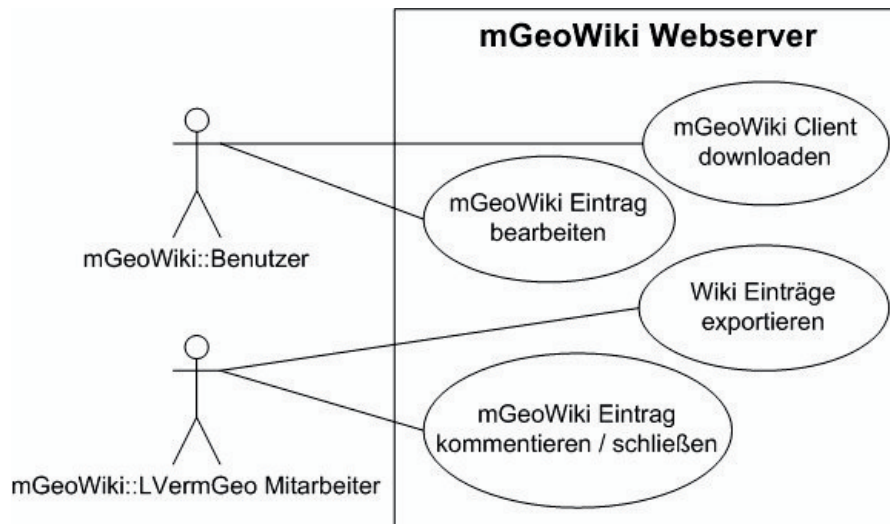 mGeoWiki Webserver
mGeoWiki Client
downloaden
mGeoWiki Eintrag
bearbeiten
mGeoWiki::Benutzer
Wiki Einträge
exportieren
mGeoWiki Eintrag
kommentieren / schließen
mGeoWiki::LVermGeo Mitarbeiter